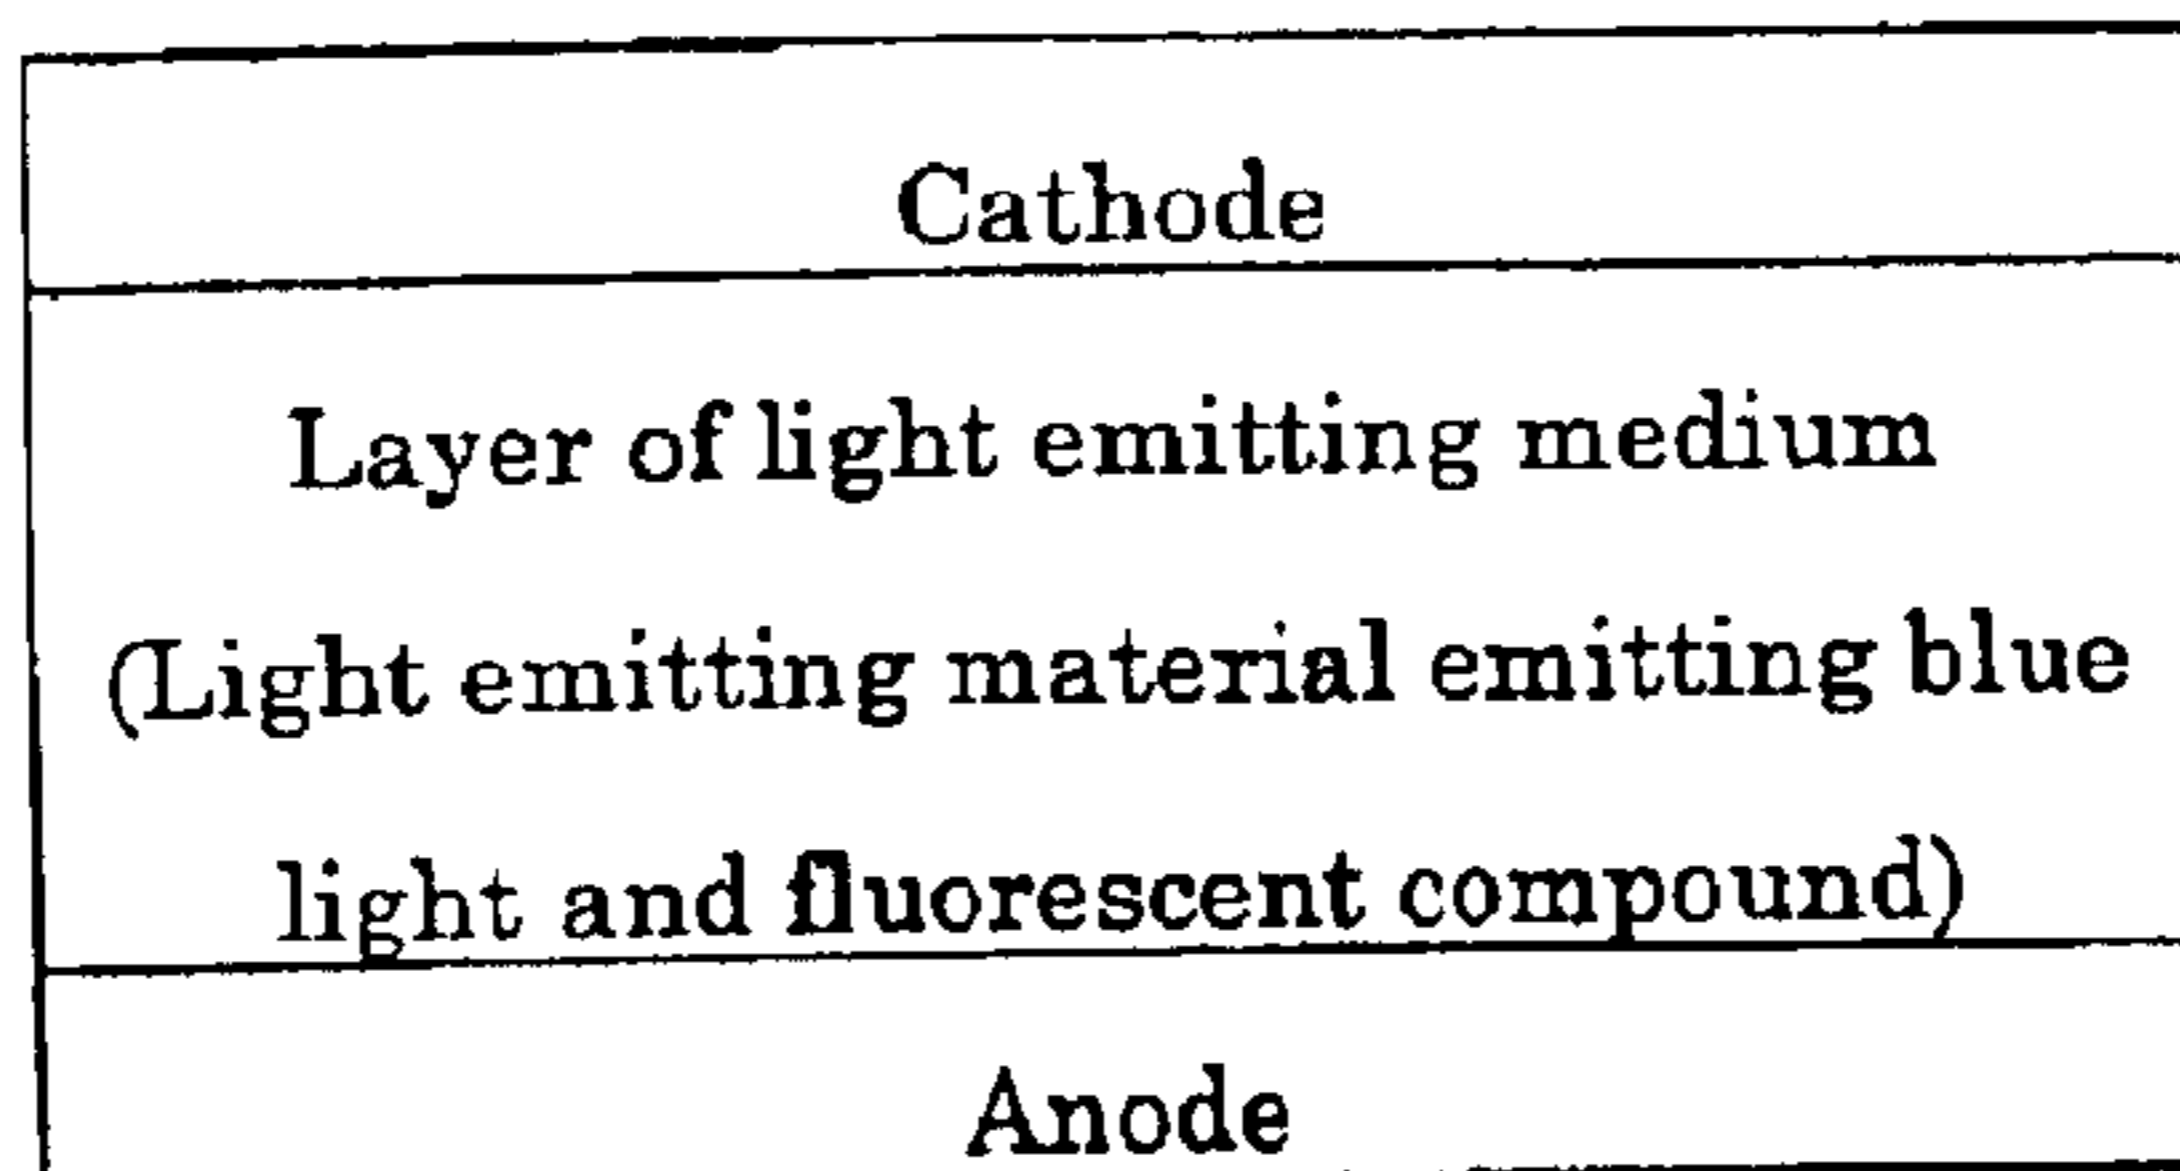 Cathode
Layer of light emitting medium
(Light emitting material emitting blue
light and fluorescent compound)
Anode